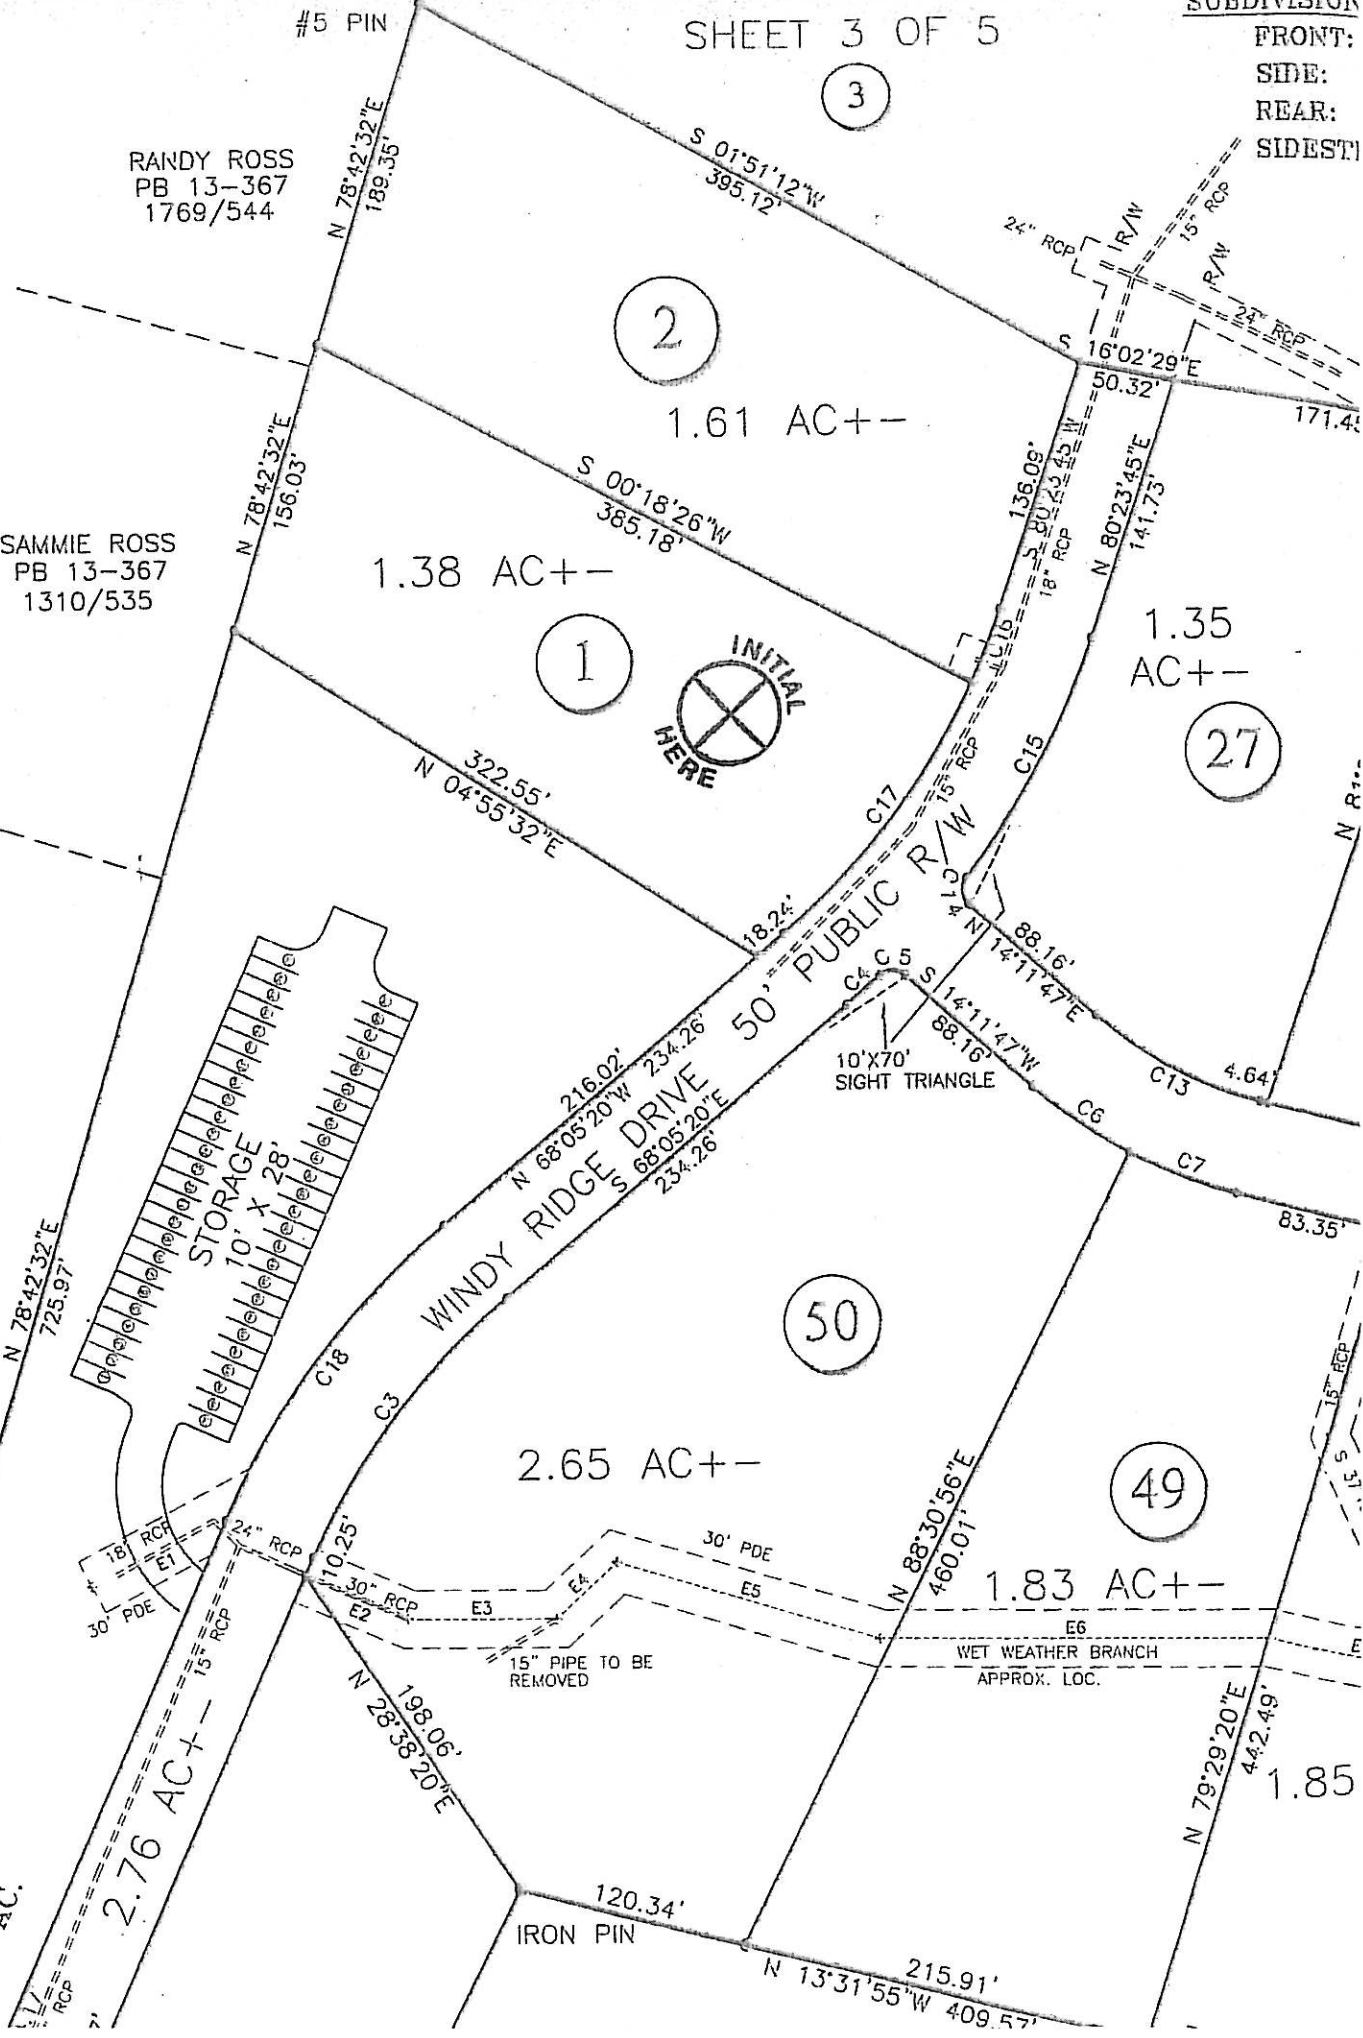 #5 PIN
SHEET 3 OF 5
3
SUBDIVISION
FRONT:
SIDE:
REAR:
RANDY ROSS
PB 13-367
1769/544
N 78°42'32"E
189.35'
S 01°51'12"W
395.12'
24" RCP
R/W
15" RCP
R/W
24" RCP
2
1.61 AC+-
S 16°02'29"E
50.32'
N 78°42'32"E
156.03'
S 00°18'26"W
385.18'
136.09'
S 80°23'45"W
18" RCP
N 80°23'45"E
141.73'
SAMMIE ROSS
PB 13-367
1310/535
1.38 AC+-
1
INITIAL
HERE
C16
1.35
AC+-
27
C15
15" RCP
C17
322.55'
N 04°55'32"E
18.24'
C14
N 14°11'47"E
88.16'
C4
C5
S 14°11'47"W
88.16'
10'X70'
SIGHT TRIANGLE
C13
4.64'
C6
C7
83.35'
216.02'
N 68°05'20"W 234.26'
WINDY RIDGE DRIVE 50' PUBLIC R/W
S 68°05'20"E
234.26'
STORAGE
10' X 28'
N 78°42'32"E
725.97'
50
C18
C3
15" RCP
2.65 AC+-
49
N 88°30'56"E
460.01'
1.83 AC+-
18" RCP
E1
30' PDE
24" RCP
10.25'
30" RCP
E2
E3
E4
30' PDE
E5
E6
WET WEATHER BRANCH
APPROX. LOC.
15" PIPE TO BE
REMOVED
15" RCP
198.06'
N 28°38'20"E
N 79°29'20"E
442.49'
1.85
2.76 AC+-
AC.
120.34'
IRON PIN
215.91'
N 13°31'55"W 409.57'
RCP